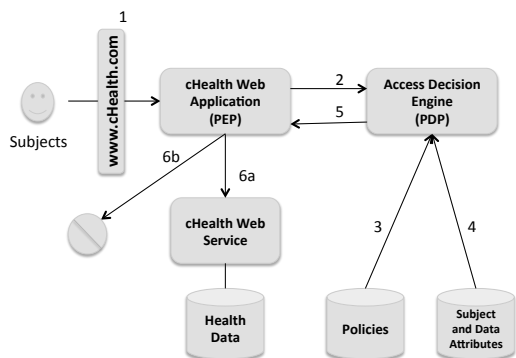 1
www.cHealth.com
Subjects
cHealth Web
Application
(PEP)
2
5
Access Decision
Engine
(PDP)
6b
6a
cHealth Web
Service
3
4
Health
Data
Policies
Subject
and Data
Attributes